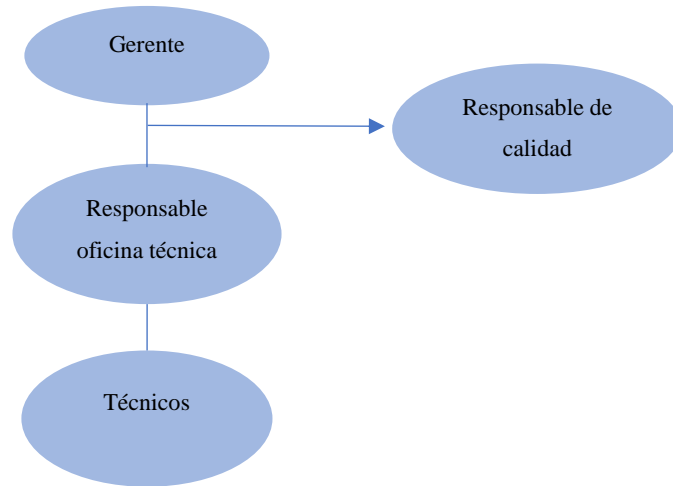 Gerente
Responsable de
calidad
Responsable
oficina técnica
Técnicos